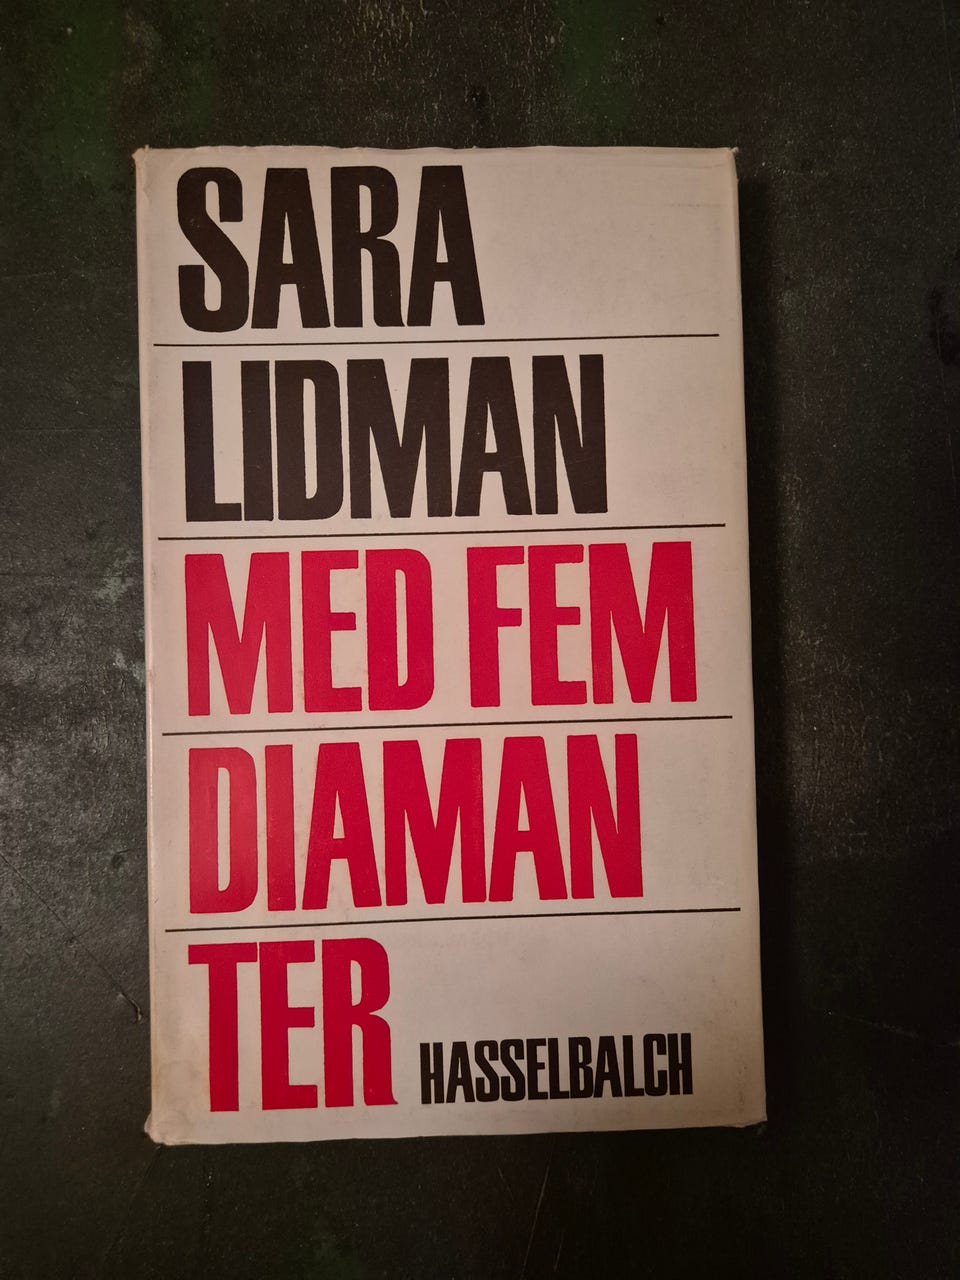 SARA
LIDMAN
MED FEM
DIAMAN
TER
HASSELBALCH